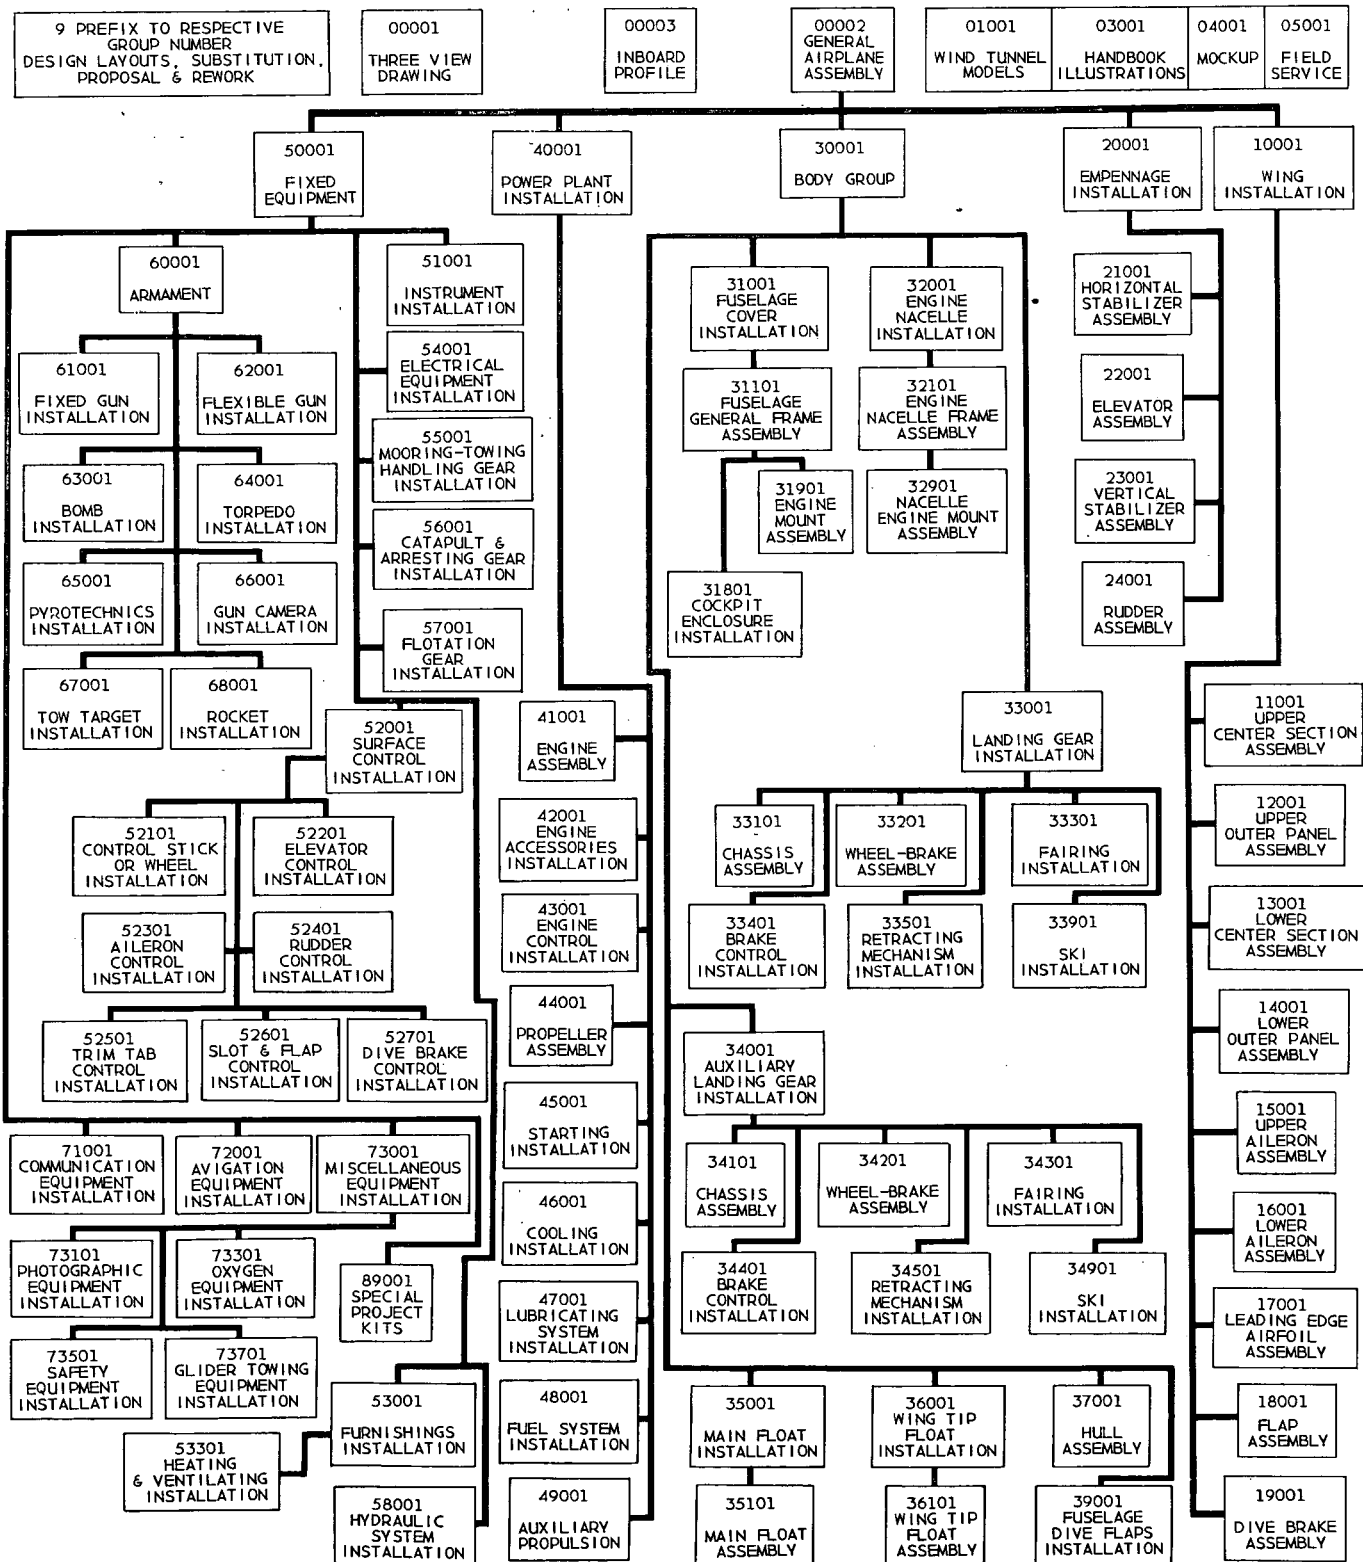 9 PREFIX TO RESPECTIVE
GROUP NUMBER
DESIGN LAYOUTS, SUBSTITUTION,
PROPOSAL & REWORK
00001
THREE VIEW
DRAWING
00003
INBOARD
PROFILE
00002
GENERAL
AIRPLANE
ASSEMBLY
01001
WIND TUNNEL
MODELS
03001
HANDBOOK
ILLUSTRATIONS
04001
MOCKUP
05001
FIELD
SERVICE
50001
FIXED
EQUIPMENT
40001
POWER PLANT
INSTALLATION
30001
BODY GROUP
20001
EMPENNAGE
INSTALLATION
10001
WING
INSTALLATION
60001
ARMAMENT
51001
INSTRUMENT
INSTALLATION
61001
FIXED GUN
INSTALLATION
62001
FLEXIBLE GUN
INSTALLATION
63001
BOMB
INSTALLATION
64001
TORPEDO
INSTALLATION
65001
PYROTECHNICS
INSTALLATION
66001
GUN CAMERA
INSTALLATION
67001
TOW TARGET
INSTALLATION
68001
ROCKET
INSTALLATION
54001
ELECTRICAL
EQUIPMENT
INSTALLATION
55001
MOORING-TOWING
HANDLING GEAR
INSTALLATION
56001
CATAPULT &
ARRESTING GEAR
INSTALLATION
57001
FLOTATION
GEAR
INSTALLATION
52001
SURFACE
CONTROL
INSTALLATION
52101
CONTROL STICK
OR WHEEL
INSTALLATION
52201
ELEVATOR
CONTROL
INSTALLATION
52301
AILERON
CONTROL
INSTALLATION
52401
RUDDER
CONTROL
INSTALLATION
52501
TRIM TAB
CONTROL
INSTALLATION
52601
SLOT & FLAP
CONTROL
INSTALLATION
52701
DIVE BRAKE
CONTROL
INSTALLATION
71001
COMMUNICATION
EQUIPMENT
INSTALLATION
72001
AVIGATION
EQUIPMENT
INSTALLATION
73001
MISCELLANEOUS
EQUIPMENT
INSTALLATION
73101
PHOTOGRAPHIC
EQUIPMENT
INSTALLATION
73301
OXYGEN
EQUIPMENT
INSTALLATION
73501
SAFETY
EQUIPMENT
INSTALLATION
73701
GLIDER TOWING
EQUIPMENT
INSTALLATION
89001
SPECIAL
PROJECT
KITS
53001
FURNISHINGS
INSTALLATION
53301
HEATING
& VENTILATING
INSTALLATION
58001
HYDRAULIC
SYSTEM
INSTALLATION
41001
ENGINE
ASSEMBLY
42001
ENGINE
ACCESSORIES
INSTALLATION
43001
ENGINE
CONTROL
INSTALLATION
44001
PROPELLER
ASSEMBLY
45001
STARTING
INSTALLATION
46001
COOLING
INSTALLATION
47001
LUBRICATING
SYSTEM
INSTALLATION
48001
FUEL SYSTEM
INSTALLATION
49001
AUXILIARY
PROPULSION
31001
FUSELAGE
COVER
INSTALLATION
32001
ENGINE
NACELLE
INSTALLATION
31101
FUSELAGE
GENERAL FRAME
ASSEMBLY
32101
ENGINE
NACELLE FRAME
ASSEMBLY
31901
ENGINE
MOUNT
ASSEMBLY
32901
NACELLE
ENGINE MOUNT
ASSEMBLY
31801
COCKPIT
ENCLOSURE
INSTALLATION
33001
LANDING GEAR
INSTALLATION
33101
CHASSIS
ASSEMBLY
33201
WHEEL-BRAKE
ASSEMBLY
33301
FAIRING
INSTALLATION
33401
BRAKE
CONTROL
INSTALLATION
33501
RETRACTING
MECHANISM
INSTALLATION
33901
SKI
INSTALLATION
34001
AUXILIARY
LANDING GEAR
INSTALLATION
34101
CHASSIS
ASSEMBLY
34201
WHEEL-BRAKE
ASSEMBLY
34301
FAIRING
INSTALLATION
34401
BRAKE
CONTROL
INSTALLATION
34501
RETRACTING
MECHANISM
INSTALLATION
34901
SKI
INSTALLATION
35001
MAIN FLOAT
INSTALLATION
36001
WING TIP
FLOAT
INSTALLATION
37001
HULL
ASSEMBLY
35101
MAIN FLOAT
ASSEMBLY
36101
WING TIP
FLOAT
ASSEMBLY
39001
FUSELAGE
DIVE FLAPS
INSTALLATION
21001
HORIZONTAL
STABILIZER
ASSEMBLY
22001
ELEVATOR
ASSEMBLY
23001
VERTICAL
STABILIZER
ASSEMBLY
24001
RUDDER
ASSEMBLY
11001
UPPER
CENTER SECTION
ASSEMBLY
12001
UPPER
OUTER PANEL
ASSEMBLY
13001
LOWER
CENTER SECTION
ASSEMBLY
14001
LOWER
OUTER PANEL
ASSEMBLY
15001
UPPER
AILERON
ASSEMBLY
16001
LOWER
AILERON
ASSEMBLY
17001
LEADING EDGE
AIRFOIL
ASSEMBLY
18001
FLAP
ASSEMBLY
19001
DIVE BRAKE
ASSEMBLY